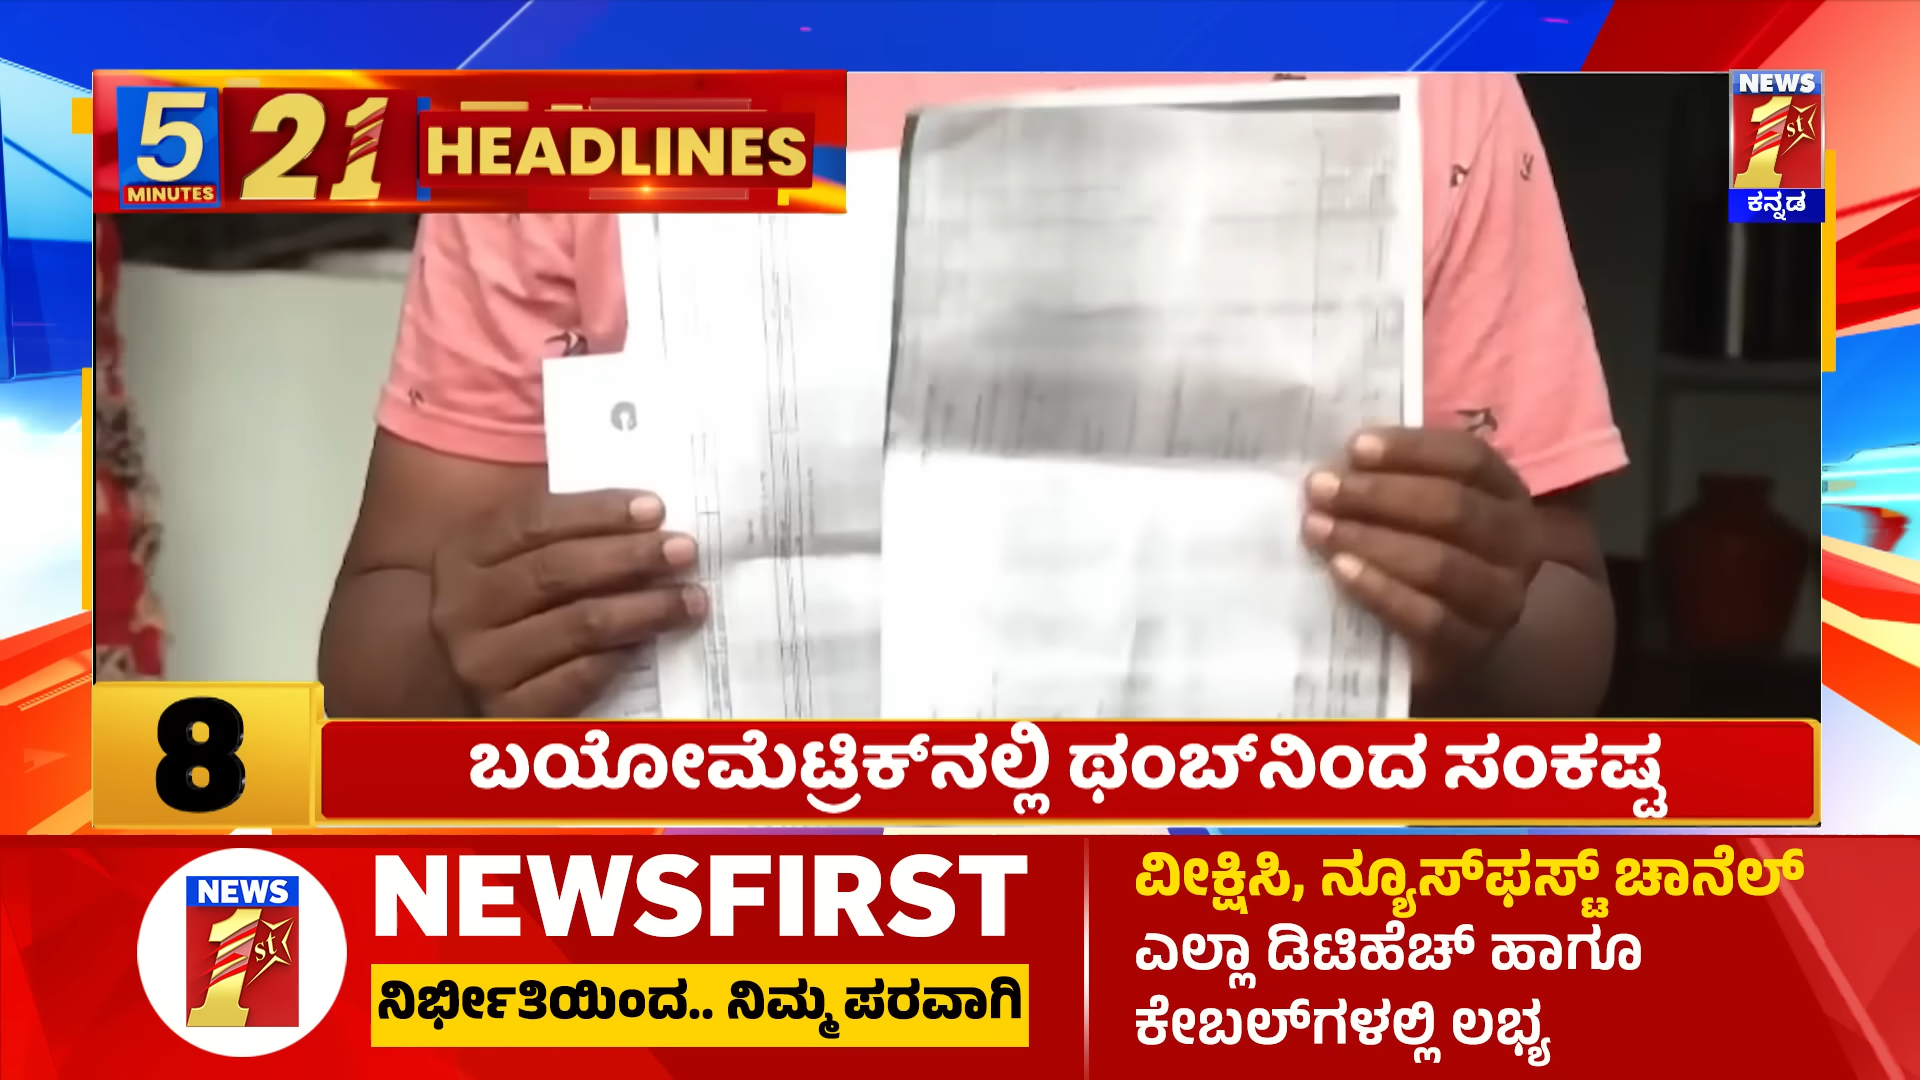 5
MINUTES
21
HEADLINES
NEWS
1st
ಕನ್ನಡ
8
ಬಯೋಮೆಟ್ರಿಕ್‌ನಲ್ಲಿ ಥಂಬ್‌ನಿಂದ ಸಂಕಷ್ಟ
NEWS
1st
NEWSFIRST
ನಿರ್ಭೀತಿಯಿಂದ.. ನಿಮ್ಮ ಪರವಾಗಿ
ವೀಕ್ಷಿಸಿ, ನ್ಯೂಸ್‌ಫಸ್ಟ್ ಚಾನೆಲ್
ಎಲ್ಲಾ ಡಿಟಿಹೆಚ್ ಹಾಗೂ
ಕೇಬಲ್‌ಗಳಲ್ಲಿ ಲಭ್ಯ